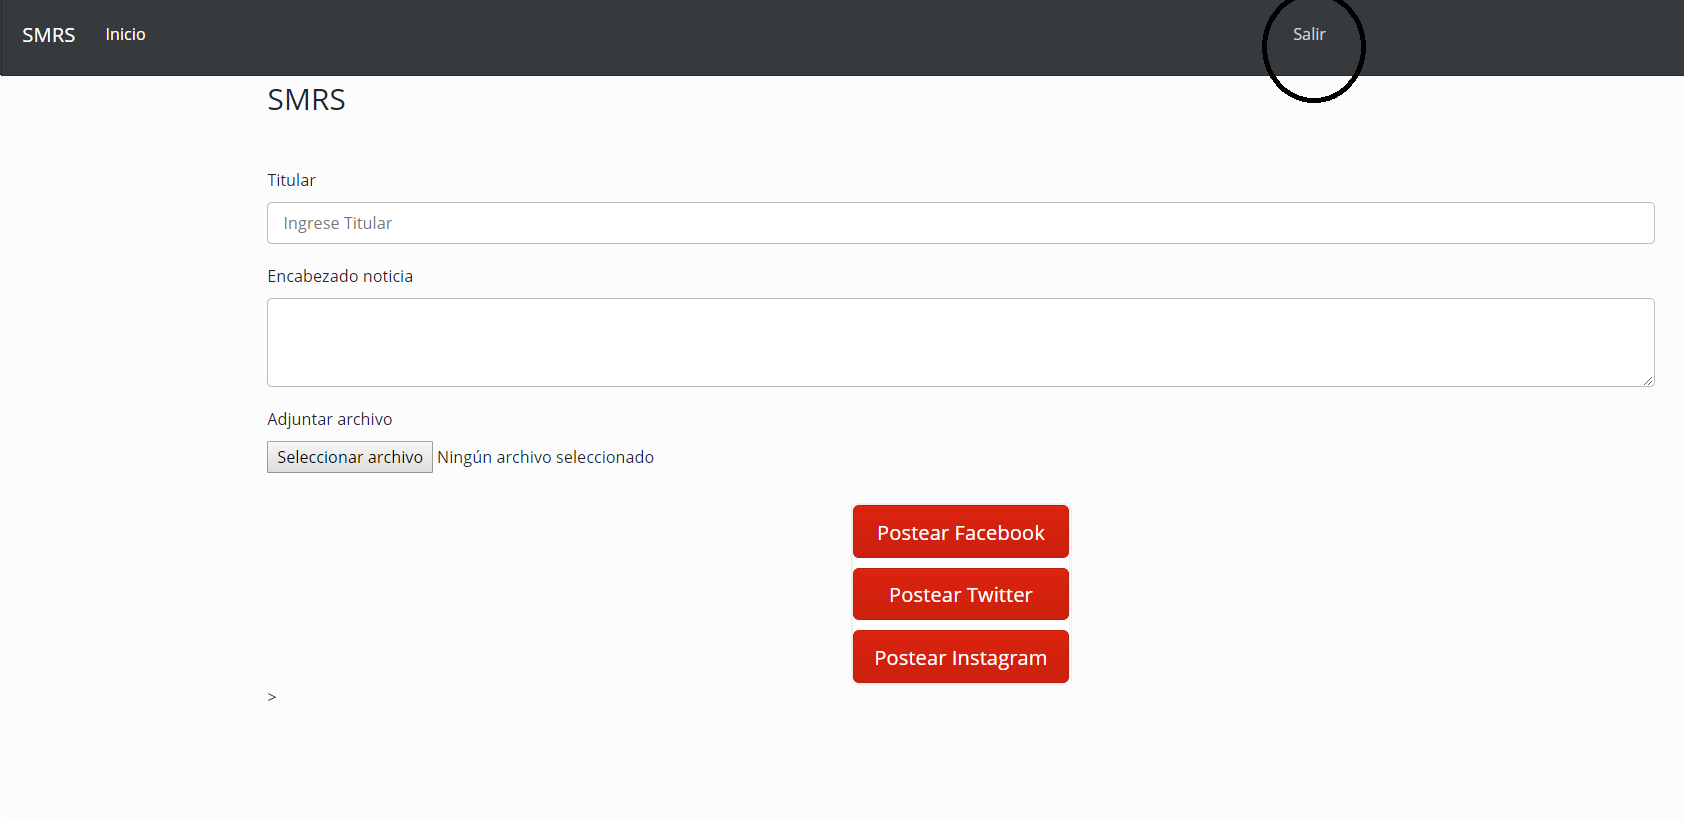 SMRS Inicio Salir
SMRS
Titular
Ingrese Titular
Encabezado noticia
Adjuntar archivo
Seleccionar archivo Ningún archivo seleccionado
Postear Facebook
Postear Twitter
Postear Instagram
>